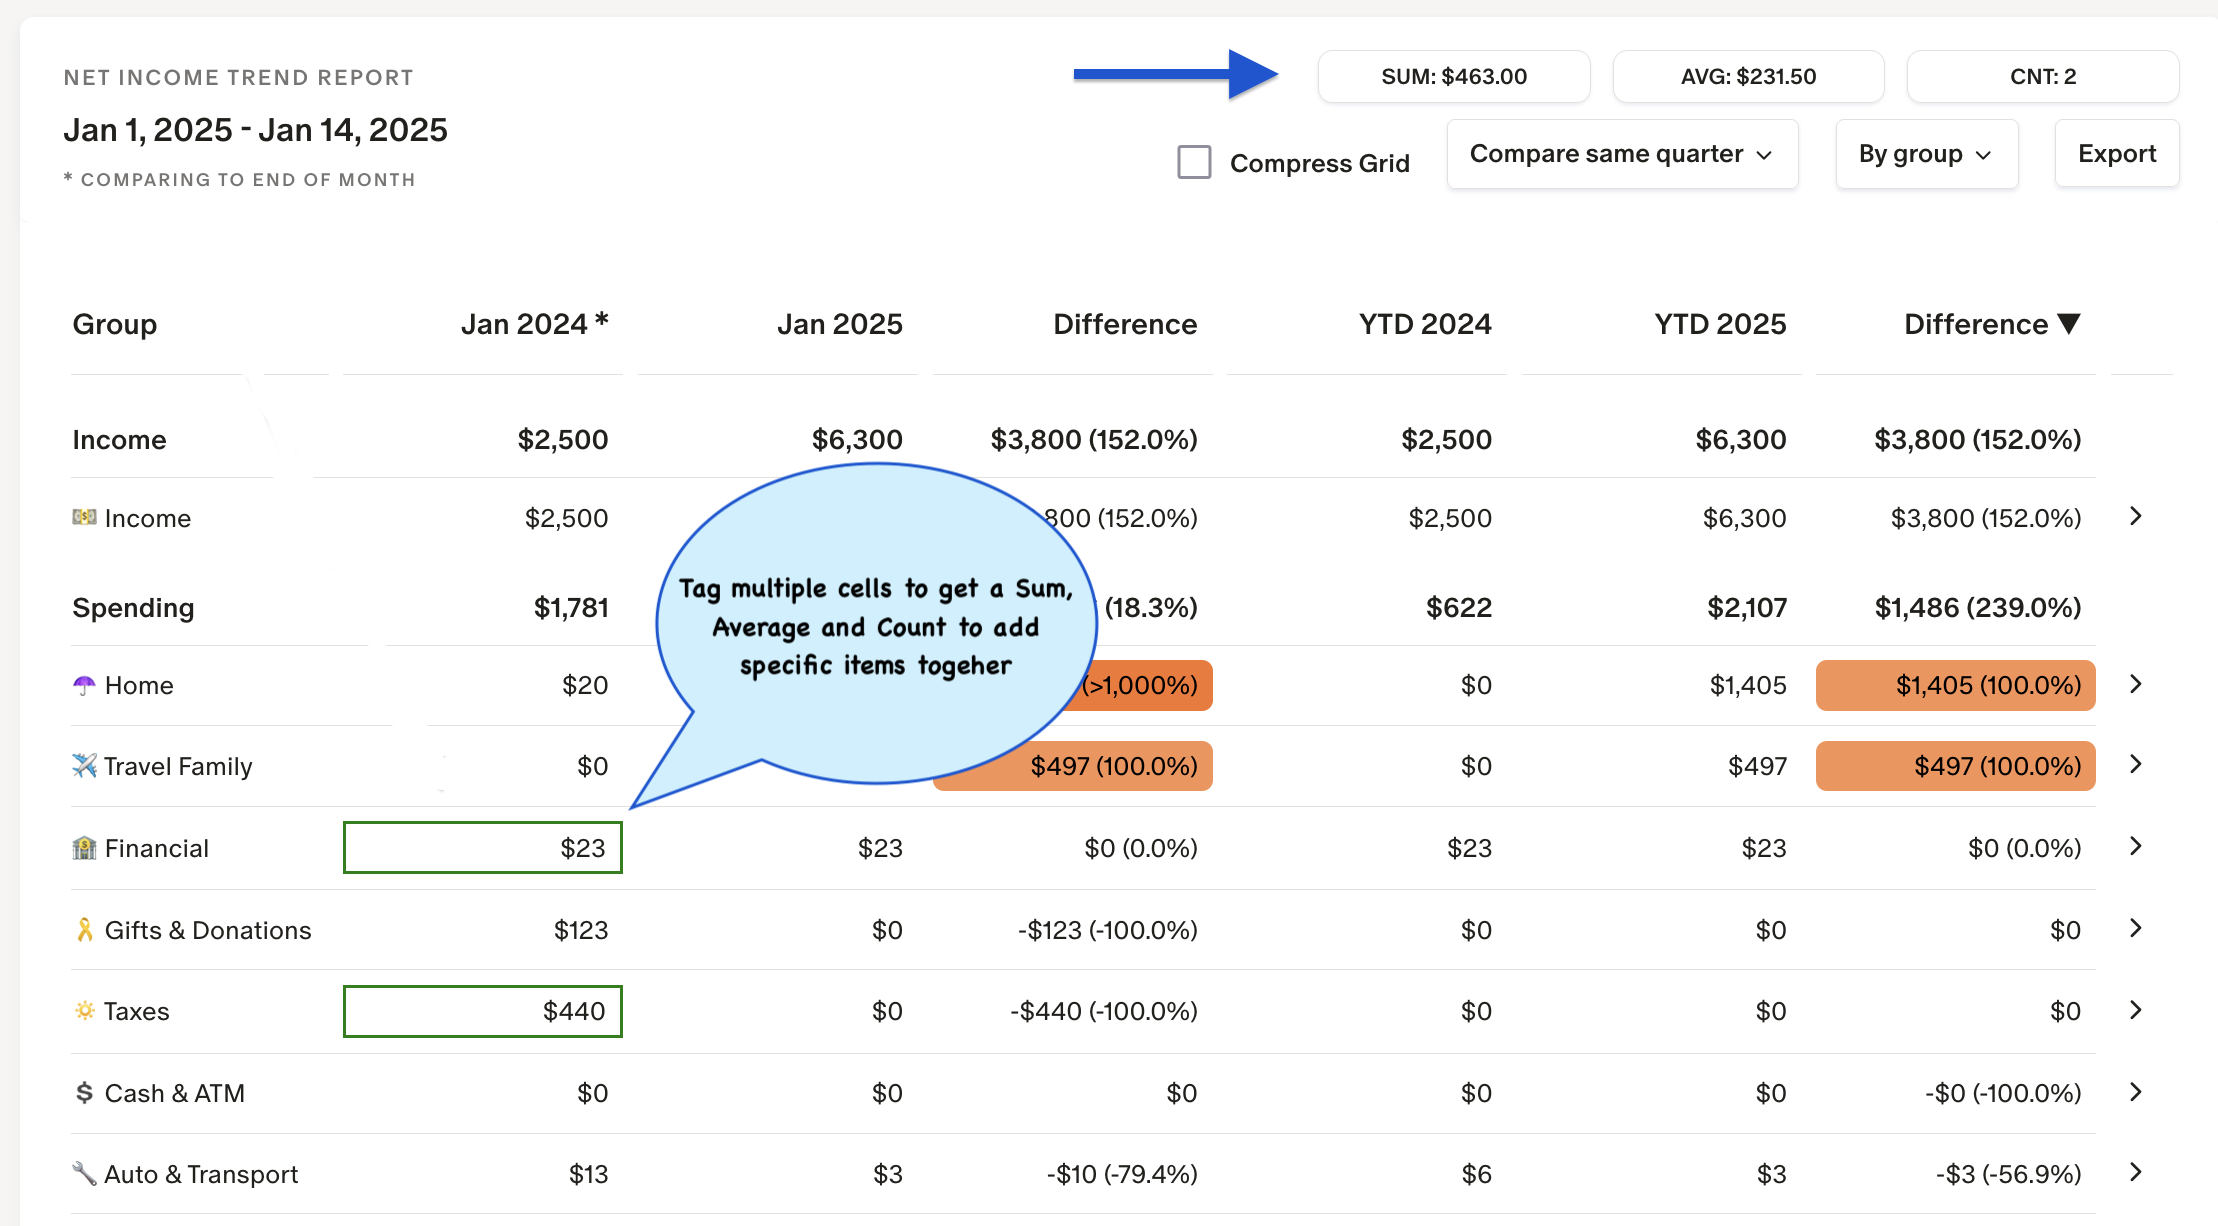 NET INCOME TREND REPORT
Jan 1, 2025 - Jan 14, 2025
* COMPARING TO END OF MONTH
SUM: $463.00 AVG: $231.50 CNT: 2
Compress Grid Compare same quarter By group Export
Group Jan 2024 * Jan 2025 Difference YTD 2024 YTD 2025 Difference ▼
Income $2,500 $6,300 $3,800 (152.0%) $2,500 $6,300 $3,800 (152.0%)
Income $2,500 800 (152.0%) $2,500 $6,300 $3,800 (152.0%)
Tag multiple cells to get a Sum,
Average and Count to add
specific items togeher
Spending $1,781 (18.3%) $622 $2,107 $1,486 (239.0%)
Home $20 (>1,000%) $0 $1,405 $1,405 (100.0%)
Travel Family $0 $497 (100.0%) $0 $497 $497 (100.0%)
Financial $23 $23 $0 (0.0%) $23 $23 $0 (0.0%)
Gifts & Donations $123 $0 -$123 (-100.0%) $0 $0 $0
Taxes $440 $0 -$440 (-100.0%) $0 $0 $0
$ Cash & ATM $0 $0 $0 $0 $0 -$0 (-100.0%)
Auto & Transport $13 $3 -$10 (-79.4%) $6 $3 -$3 (-56.9%)